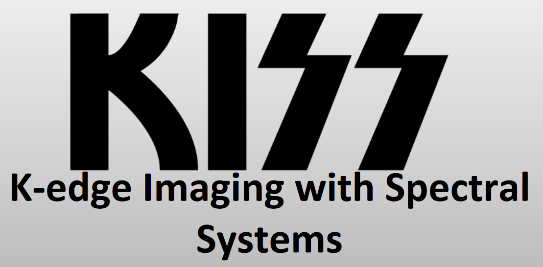 KISS
K-edge Imaging with Spectral
Systems